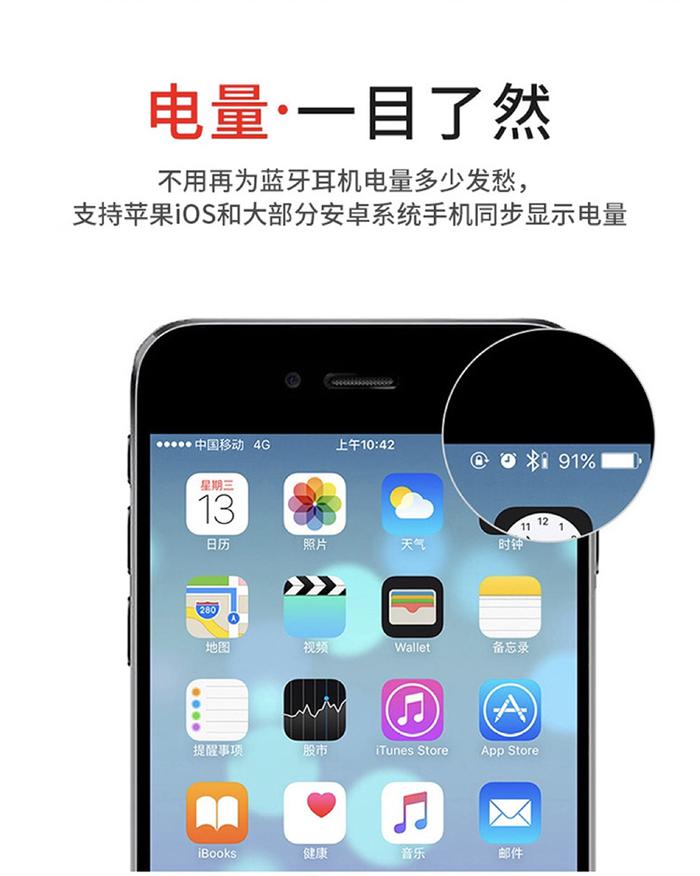 电量·一目了然
不用再为蓝牙耳机电量多少发愁，
支持苹果iOS和大部分安卓系统手机同步显示电量
中国移动 4G 上午10:42 91%
星期三
13
11 12 1
日历 照片 天气 时钟
280
地图 视频 Wallet 备忘录
提醒事项 股市 iTunes Store App Store
iBooks 健康 音乐 邮件